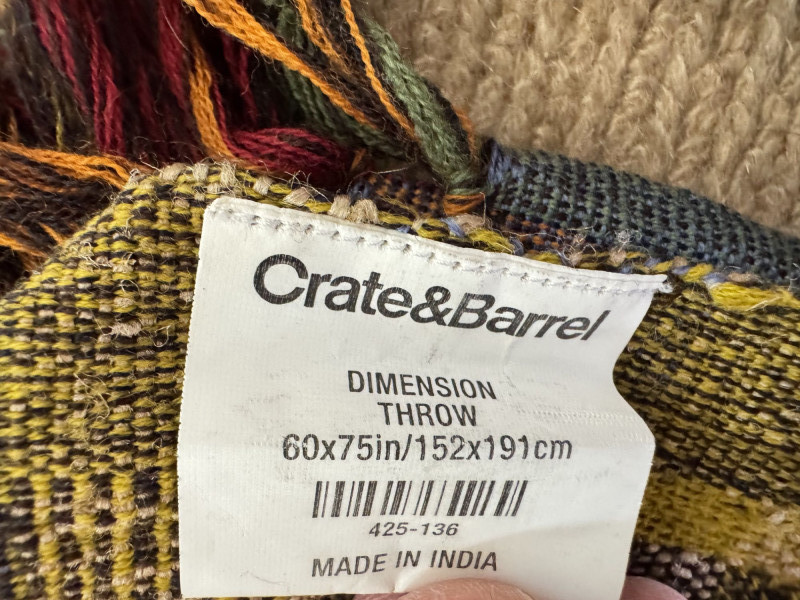 Crate&Barrel
DIMENSION
THROW
60x75in/152x191cm
425-136
MADE IN INDIA